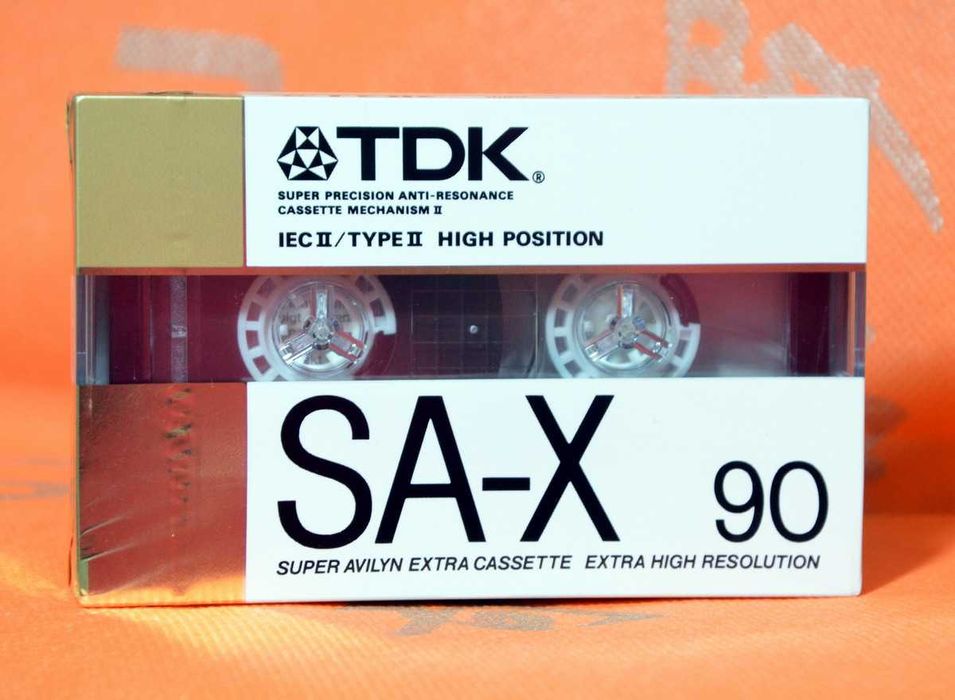 TDK®
SUPER PRECISION ANTI-RESONANCE
CASSETTE MECHANISM II
IEC II/TYPE II HIGH POSITION
SA-X 90
SUPER AVILYN EXTRA CASSETTE EXTRA HIGH RESOLUTION